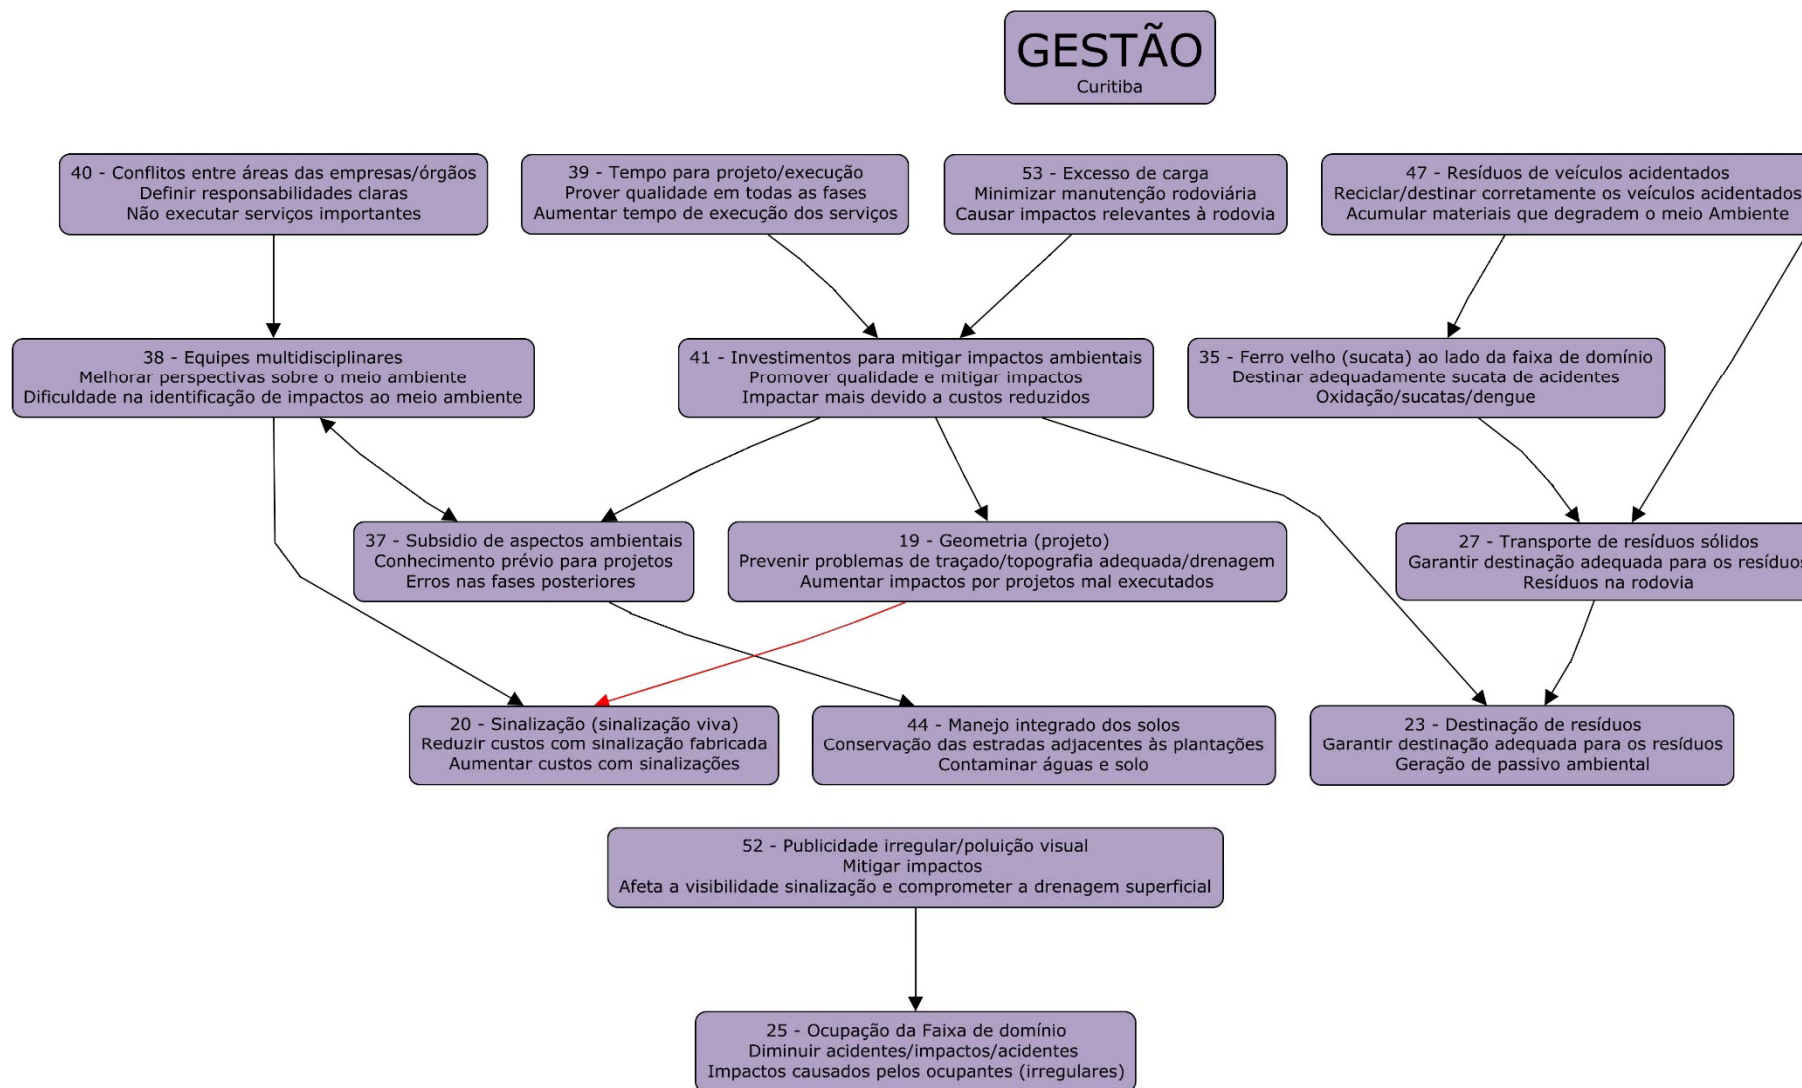 GESTÃO
Curitiba
40 - Conflitos entre áreas das empresas/órgãos
Definir responsabilidades claras
Não executar serviços importantes
39 - Tempo para projeto/execução
Prover qualidade em todas as fases
Aumentar tempo de execução dos serviços
53 - Excesso de carga
Minimizar manutenção rodoviária
Causar impactos relevantes à rodovia
47 - Resíduos de veículos acidentados
Reciclar/destinar corretamente os veículos acidentados
Acumular materiais que degradem o meio Ambiente
38 - Equipes multidisciplinares
Melhorar perspectivas sobre o meio ambiente
Dificuldade na identificação de impactos ao meio ambiente
41 - Investimentos para mitigar impactos ambientais
Promover qualidade e mitigar impactos
Impactar mais devido a custos reduzidos
35 - Ferro velho (sucata) ao lado da faixa de domínio
Destinar adequadamente sucata de acidentes
Oxidação/sucatas/dengue
37 - Subsidio de aspectos ambientais
Conhecimento prévio para projetos
Erros nas fases posteriores
19 - Geometria (projeto)
Prevenir problemas de traçado/topografia adequada/drenagem
Aumentar impactos por projetos mal executados
27 - Transporte de resíduos sólidos
Garantir destinação adequada para os resíduos
Resíduos na rodovia
20 - Sinalização (sinalização viva)
Reduzir custos com sinalização fabricada
Aumentar custos com sinalizações
44 - Manejo integrado dos solos
Conservação das estradas adjacentes às plantações
Contaminar águas e solo
23 - Destinação de resíduos
Garantir destinação adequada para os resíduos
Geração de passivo ambiental
52 - Publicidade irregular/poluição visual
Mitigar impactos
Afeta a visibilidade sinalização e comprometer a drenagem superficial
25 - Ocupação da Faixa de domínio
Diminuir acidentes/impactos/acidentes
Impactos causados pelos ocupantes (irregulares)